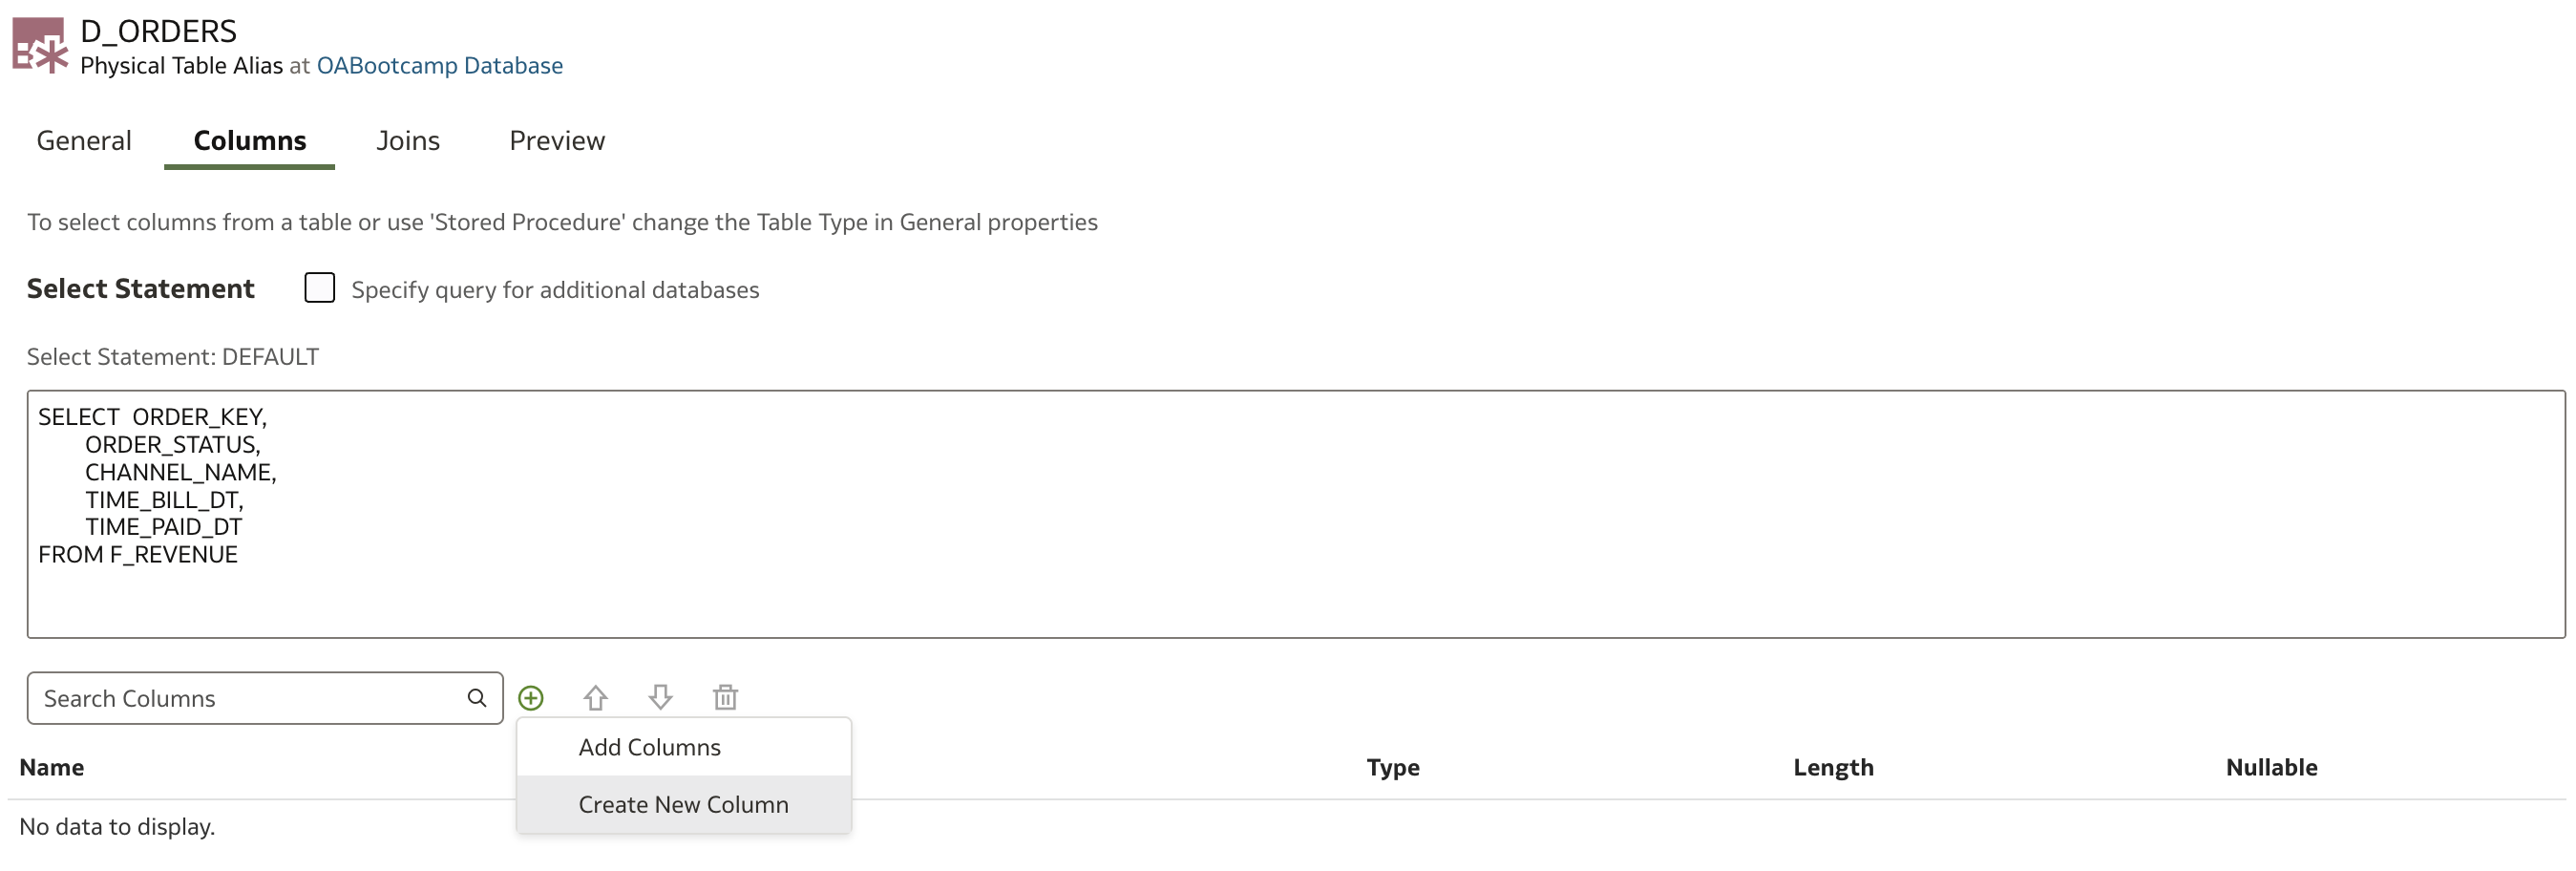 D_ORDERS
Physical Table Alias at OABootcamp Database
General Columns Joins Preview
To select columns from a table or use 'Stored Procedure' change the Table Type in General properties
Select Statement Specify query for additional databases
Select Statement: DEFAULT
SELECT ORDER_KEY,
ORDER_STATUS,
CHANNEL_NAME,
TIME_BILL_DT,
TIME_PAID_DT
FROM F_REVENUE
Search Columns
Add Columns
Name Type Length Nullable
Create New Column
No data to display.